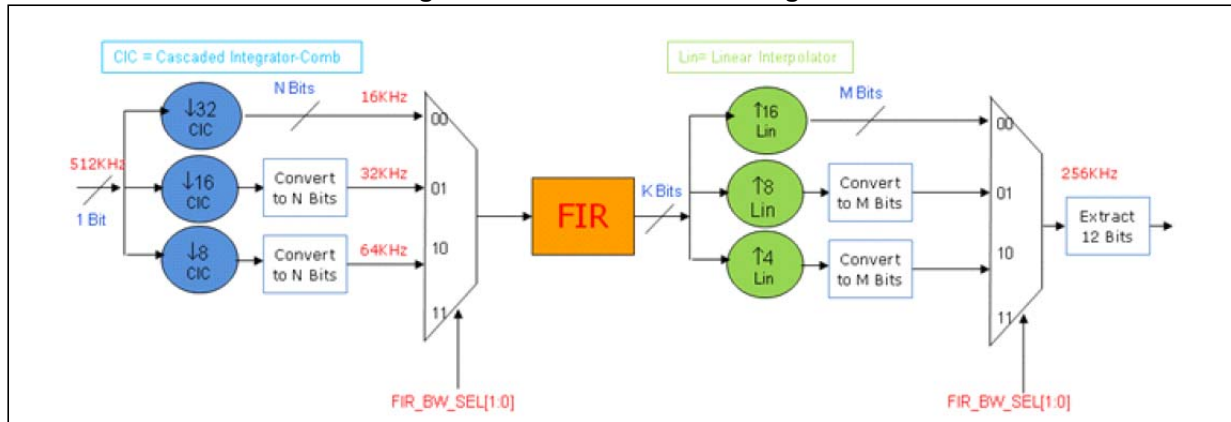 CIC = Cascaded Integrator-Comb
Lin= Linear Interpolator
↓32
CIC
N Bits
16KHz
00
512KHz
1 Bit
↓16
CIC
Convert
to N Bits
32KHz
01
↓8
CIC
Convert
to N Bits
64KHz
10
11
FIR_BW_SEL[1:0]
FIR
K Bits
↑16
Lin
M Bits
00
↑8
Lin
Convert
to M Bits
01
↑4
Lin
Convert
to M Bits
10
11
FIR_BW_SEL[1:0]
256KHz
Extract
12 Bits